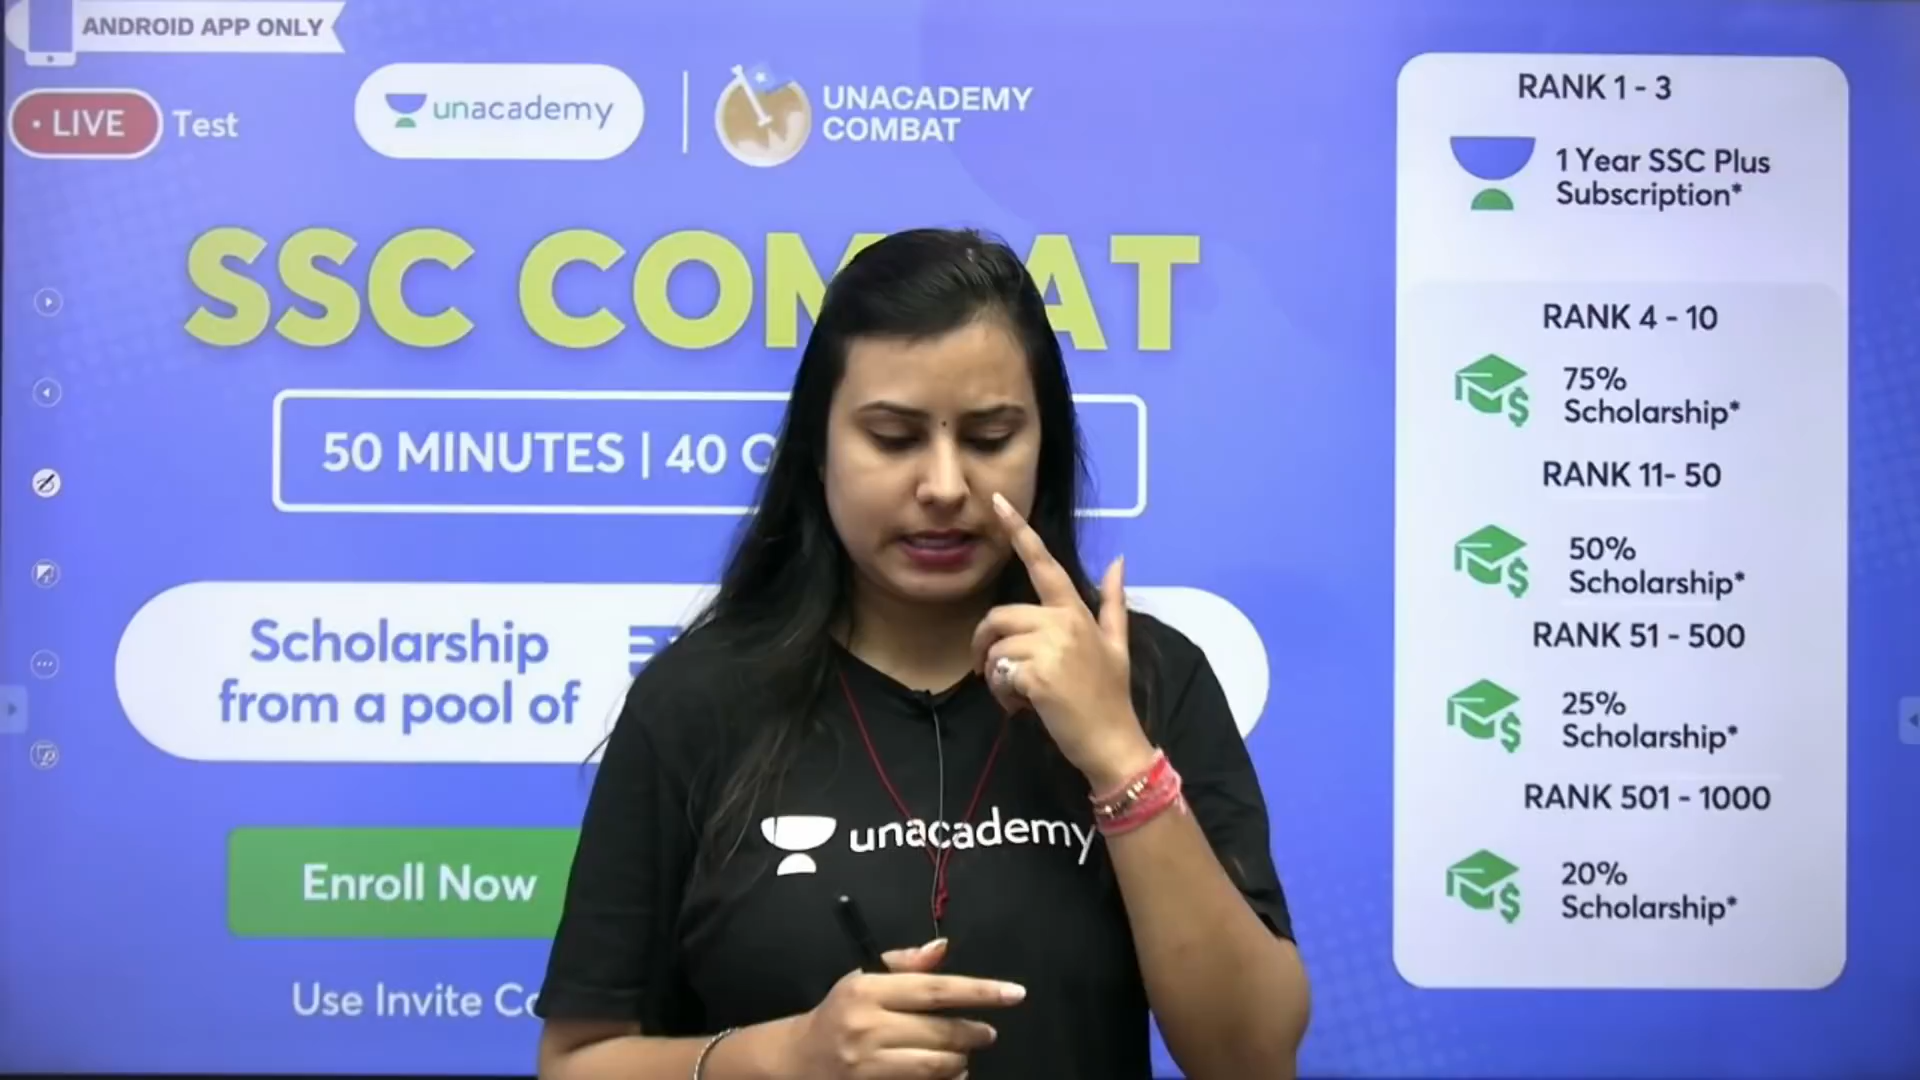 ANDROID APP ONLY
• LIVE Test
unacademy
UNACADEMY
COMBAT
SSC COMBAT
50 MINUTES | 40
Scholarship
from a pool of
Enroll Now
Use Invite
unacademy
RANK 1 - 3
1 Year SSC Plus
Subscription*
RANK 4 - 10
75%
Scholarship*
RANK 11- 50
50%
Scholarship*
RANK 51 - 500
25%
Scholarship*
RANK 501 - 1000
20%
Scholarship*